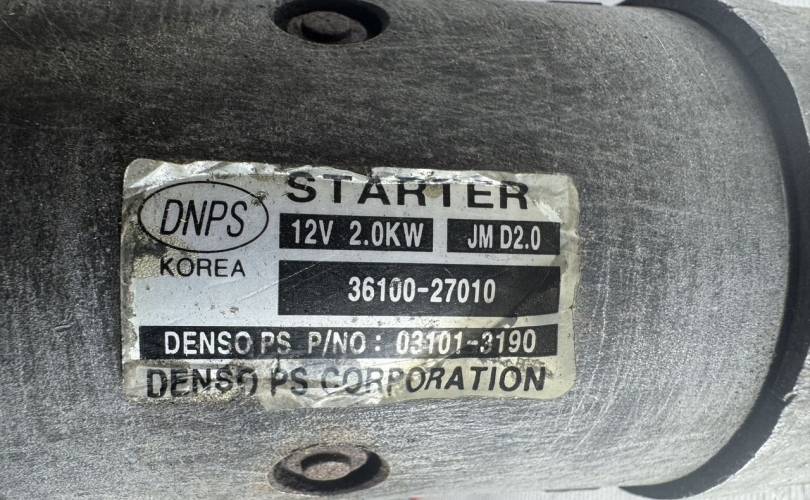 STARTER
DNPS
12V 2.0KW JM D2.0
KOREA
36100-27010
DENSO PS P/NO: 03101-3190
DENSO PS CORPORATION